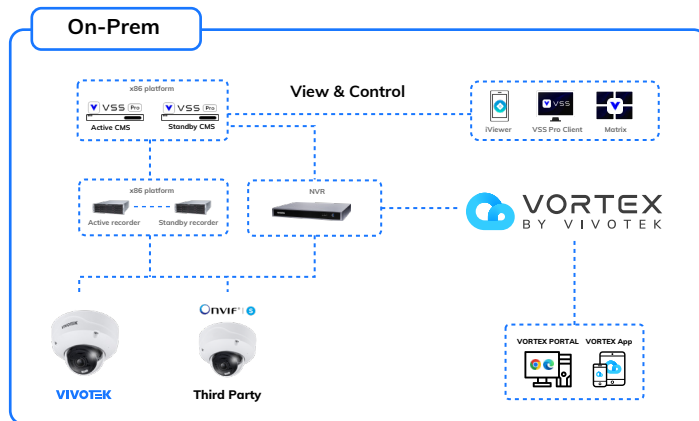 On-Prem
x86 platform
VSS Pro
VSS Pro
Active CMS
Standby CMS
View & Control
VSS
iViewer
VSS Pro Client
Matrix
x86 platform
Active recorder
Standby recorder
NVR
VORTEX
BY VIVOTEK
ONVIF | S
VIVOTEK
VIVOTEK
Third Party
VORTEX PORTAL
VORTEX App